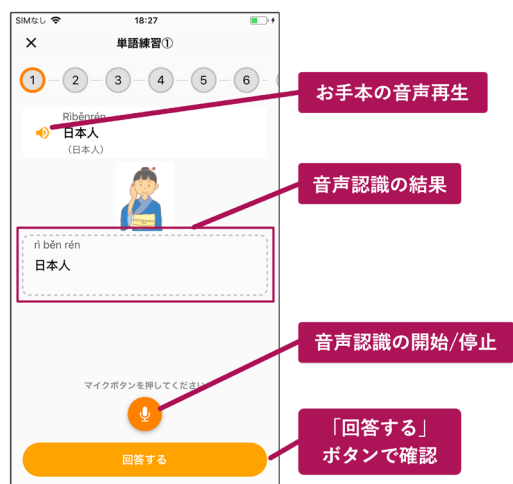 SIMなし 18:27
× 単語練習①
1 2 3 4 5 6
Rìběnrén
日本人
（日本人）
rì běn rén
日本人
マイクボタンを押してください
回答する
お手本の音声再生
音声認識の結果
音声認識の開始/停止
「回答する」
ボタンで確認